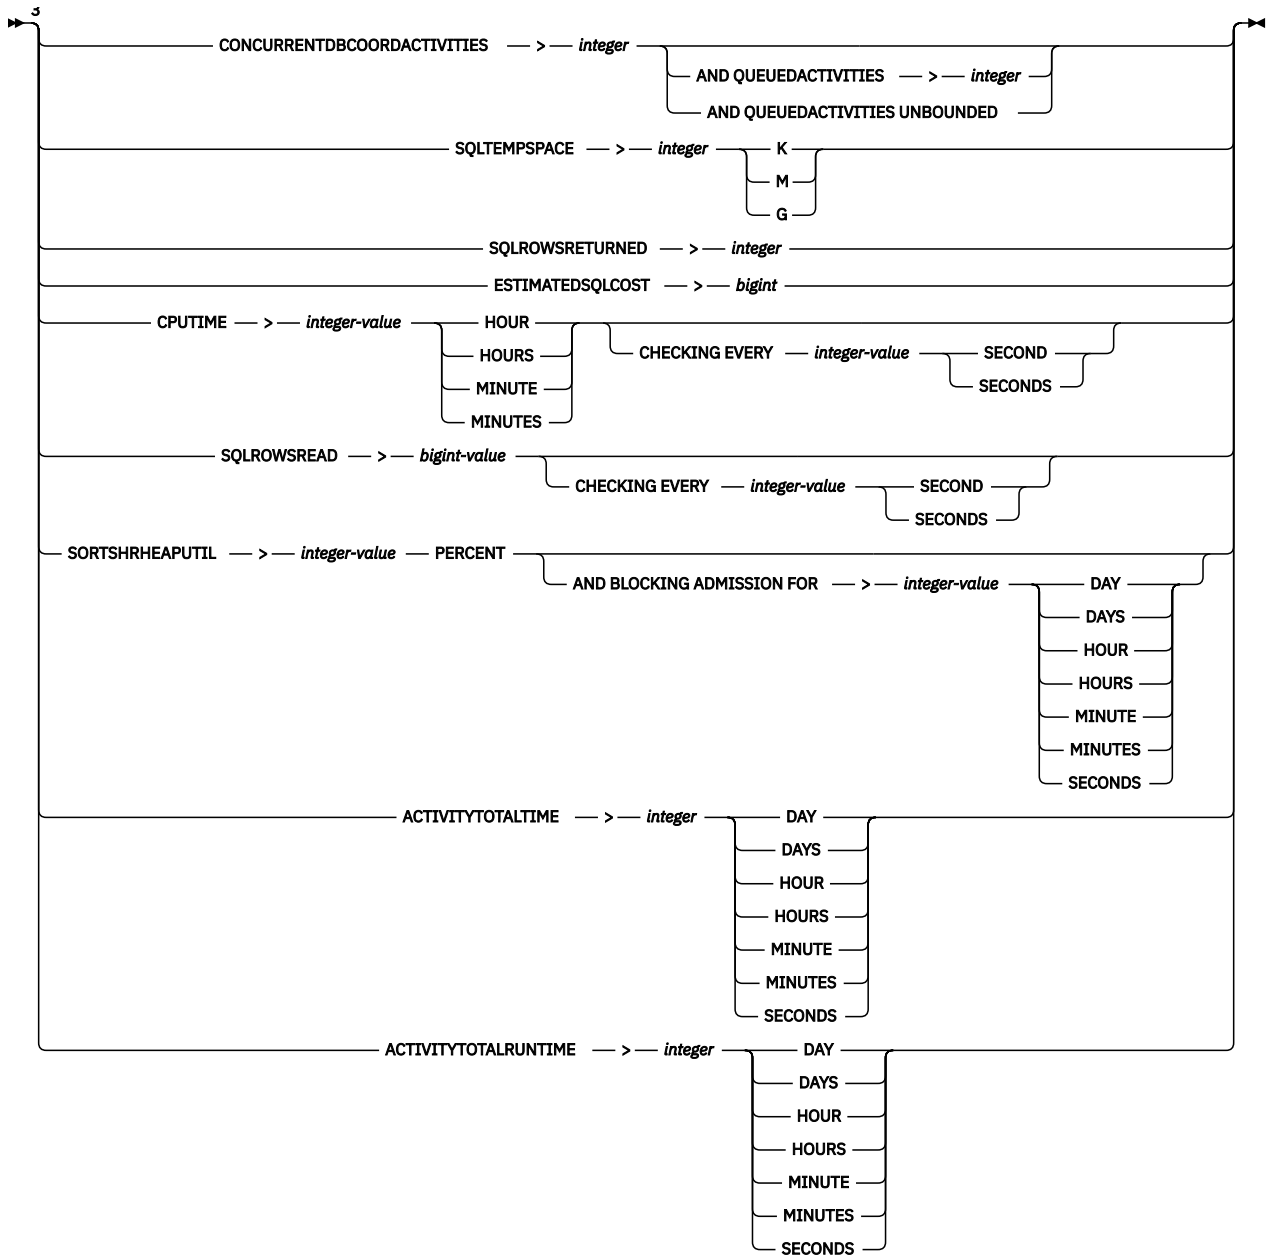 3
CONCURRENTDBCOORDACTIVITIES > integer
AND QUEUEDACTIVITIES > integer
AND QUEUEDACTIVITIES UNBOUNDED
SQLTEMPSPACE > integer K
M
G
SQLROWSRETURNED > integer
ESTIMATEDSQLCOST > bigint
CPUTIME > integer-value HOUR
HOURS
MINUTE
MINUTES
CHECKING EVERY integer-value SECOND
SECONDS
SQLROWSREAD > bigint-value
CHECKING EVERY integer-value SECOND
SECONDS
SORTSHRHEAPUTIL > integer-value PERCENT
AND BLOCKING ADMISSION FOR > integer-value DAY
DAYS
HOUR
HOURS
MINUTE
MINUTES
SECONDS
ACTIVITYTOTALTIME > integer DAY
DAYS
HOUR
HOURS
MINUTE
MINUTES
SECONDS
ACTIVITYTOTALRUNTIME > integer DAY
DAYS
HOUR
HOURS
MINUTE
MINUTES
SECONDS